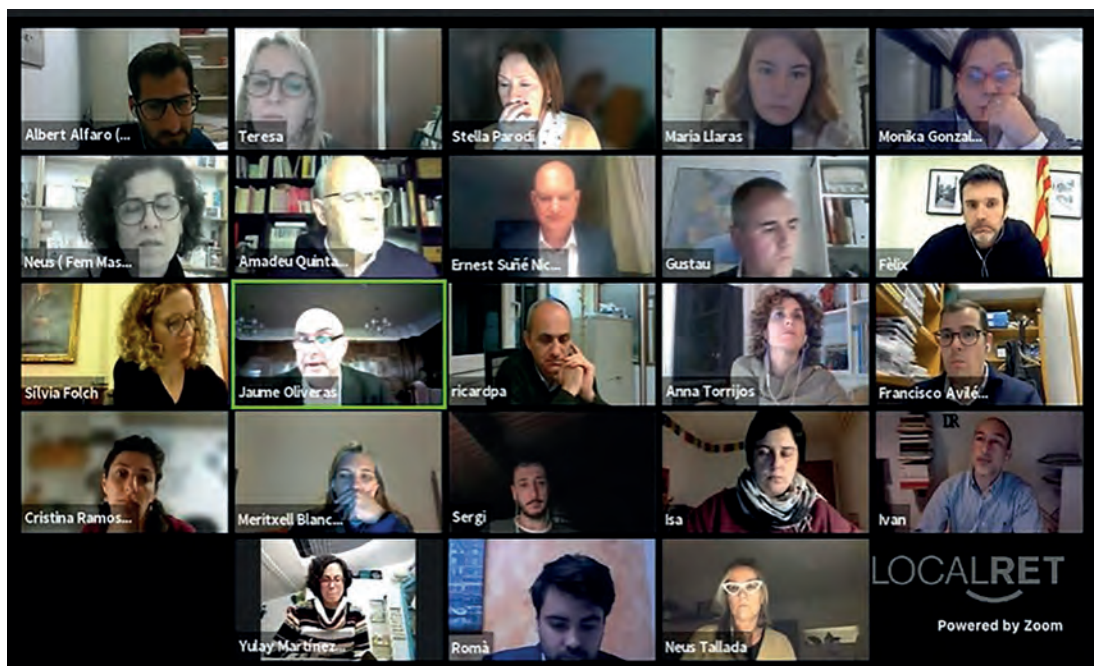 Albert Alfaro (...
Teresa
Stella Parodi
Maria Llaras
Monika Gonzal...
Neus ( Fem Mas...
Amadeu Quinta...
Ernest Suñé Nic...
Gustau
Fèlix
Sílvia Folch
Jaume Oliveras
ricardpa
Anna Torrijos
Francisco Avilé...
Cristina Ramos...
Meritxell Blanc...
Sergi
Isa
Ivan
DR
Yulay Martínez...
Romà
Neus Tallada
LOCALRET
Powered by Zoom